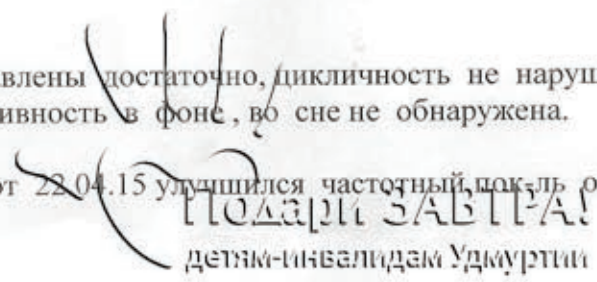 влены достаточно, цикличность не наруш
ивность в фоне, во сне не обнаружена.
от 22.04.15 улучшился частотный пок-ль о
Подари ЗАВТРА!
детям-инвалидам Удмуртии